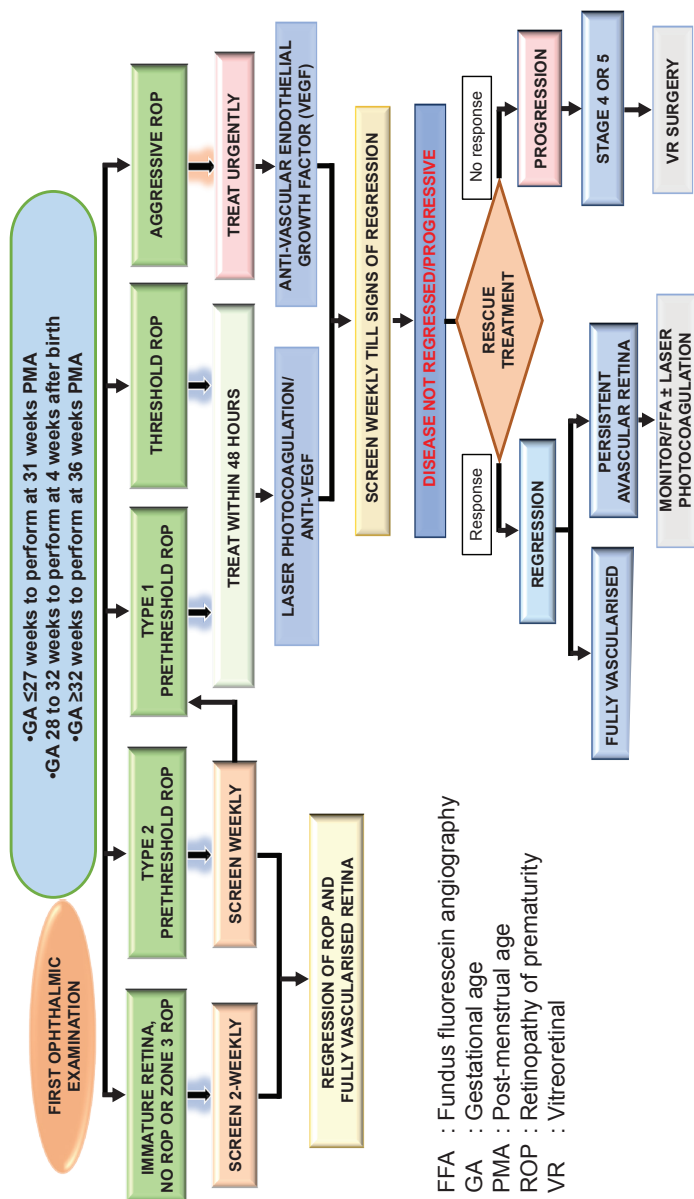 FIRST OPHTHALMIC
EXAMINATION
•GA ≤27 weeks to perform at 31 weeks PMA
•GA 28 to 32 weeks to perform at 4 weeks after birth
•GA ≥32 weeks to perform at 36 weeks PMA
IMMATURE RETINA,
NO ROP OR ZONE 3 ROP
TYPE 2
PRETHRESHOLD ROP
TYPE 1
PRETHRESHOLD ROP
THRESHOLD ROP
AGGRESSIVE ROP
SCREEN 2-WEEKLY
SCREEN WEEKLY
TREAT WITHIN 48 HOURS
TREAT URGENTLY
REGRESSION OF ROP AND
FULLY VASCULARISED RETINA
LASER PHOTOCOAGULATION/
ANTI-VEGF
ANTI-VASCULAR ENDOTHELIAL
GROWTH FACTOR (VEGF)
SCREEN WEEKLY TILL SIGNS OF REGRESSION
DISEASE NOT REGRESSED/PROGRESSIVE
RESCUE
TREATMENT
Response
No response
REGRESSION
PROGRESSION
FULLY VASCULARISED
PERSISTENT
AVASCULAR RETINA
STAGE 4 OR 5
MONITOR/FFA ± LASER
PHOTOCOAGULATION
VR SURGERY
FFA : Fundus fluorescein angiography
GA : Gestational age
PMA : Post-menstrual age
ROP : Retinopathy of prematurity
VR : Vitreoretinal